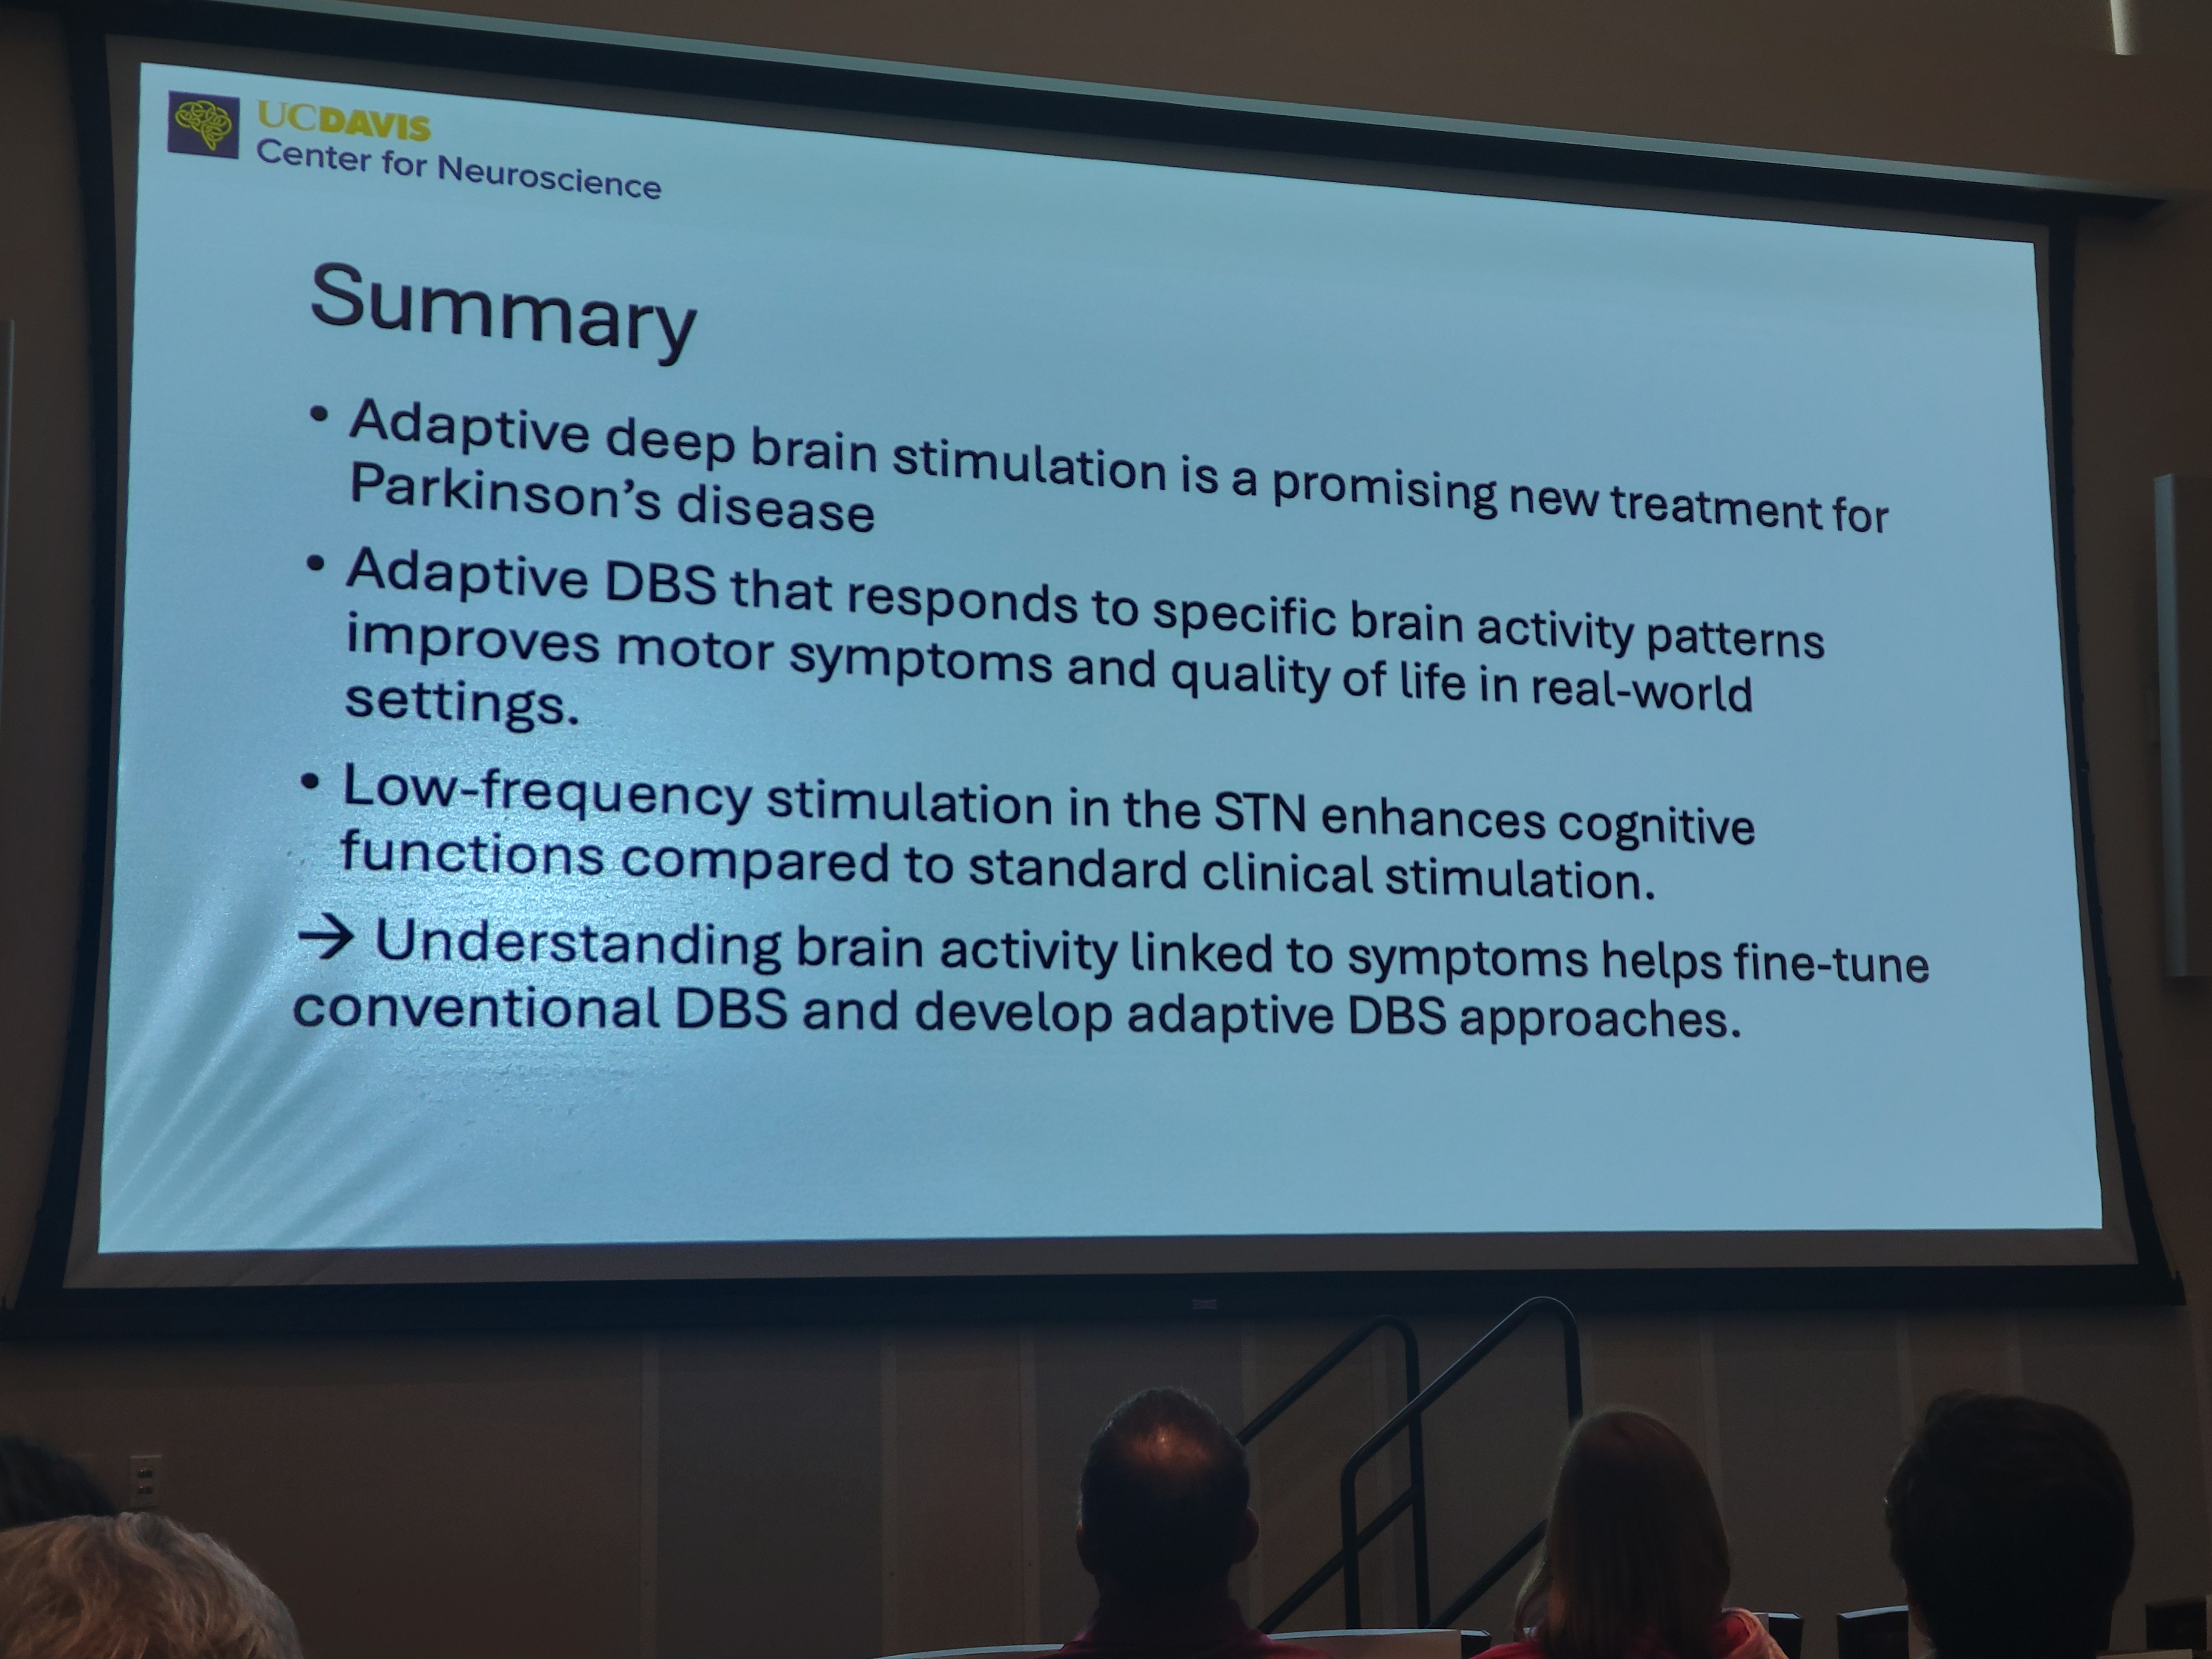 UCDAVIS
Center for Neuroscience
Summary
• Adaptive deep brain stimulation is a promising new treatment for
Parkinson’s disease
• Adaptive DBS that responds to specific brain activity patterns
improves motor symptoms and quality of life in real-world
settings.
• Low-frequency stimulation in the STN enhances cognitive
functions compared to standard clinical stimulation.
→ Understanding brain activity linked to symptoms helps fine-tune
conventional DBS and develop adaptive DBS approaches.